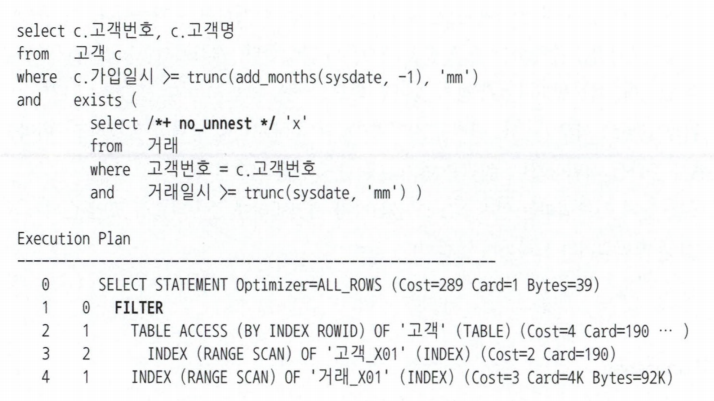 select c.고객번호, c.고객명
from 고객 c
where c.가입일시 >= trunc(add_months(sysdate, -1), 'mm')
and exists (
select /*+ no_unnest */ 'x'
from 거래
where 고객번호 = c.고객번호
and 거래일시 >= trunc(sysdate, 'mm') )
Execution Plan
----------------------------------------------------------
0 SELECT STATEMENT Optimizer=ALL_ROWS (Cost=289 Card=1 Bytes=39)
1 0 FILTER
2 1 TABLE ACCESS (BY INDEX ROWID) OF '고객' (TABLE) (Cost=4 Card=190 ⋯ )
3 2 INDEX (RANGE SCAN) OF '고객_X01' (INDEX) (Cost=2 Card=190)
4 1 INDEX (RANGE SCAN) OF '거래_X01' (INDEX) (Cost=3 Card=4K Bytes=92K)